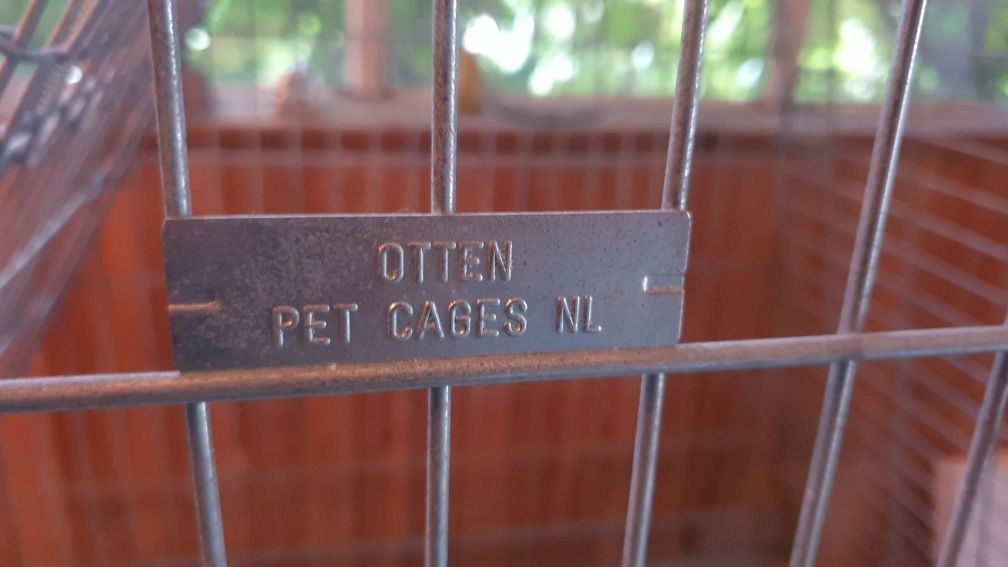 OTTEN
PET CAGES NL